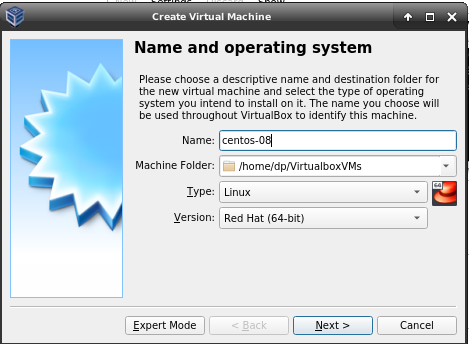 Create Virtual Machine
Name and operating system
Please choose a descriptive name and destination folder for
the new virtual machine and select the type of operating
system you intend to install on it. The name you choose will
be used throughout VirtualBox to identify this machine.
Name: centos-08
Machine Folder: /home/dp/VirtualboxVMs
Type: Linux
64
Version: Red Hat (64-bit)
Expert Mode < Back Next > Cancel